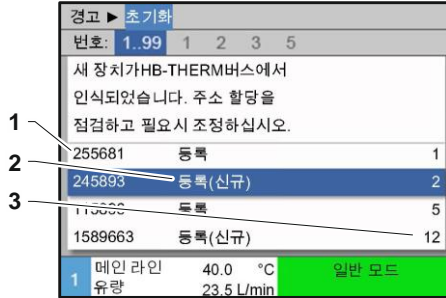 경고 ▶ 초기화
번호: 1..99 1 2 3 5
새 장치가HB-THERM버스에서
인식되었습니다. 주소 할당을
점검하고 필요시 조정하십시오.
1
255681 등록 1
2
245893 등록(신규) 2
3
등록 5
1589663 등록(신규) 12
1 메인 라인 40.0 °C 일반 모드
유량 23.5 L/min